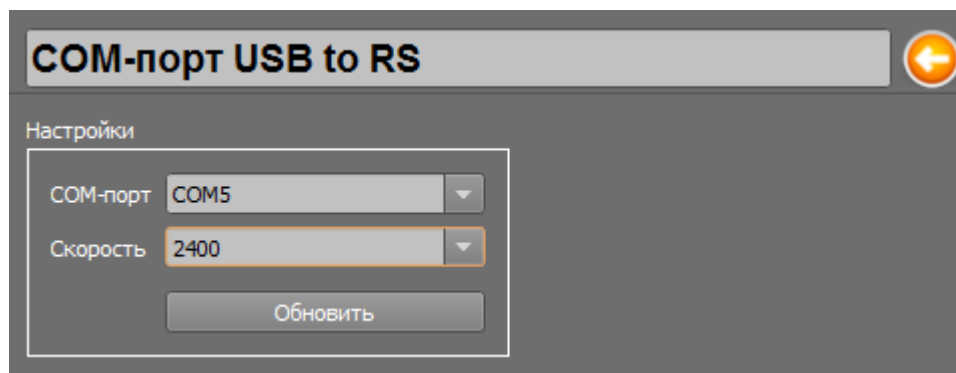 COM-порт USB to RS
Настройки
COM-порт COM5
Скорость 2400
Обновить